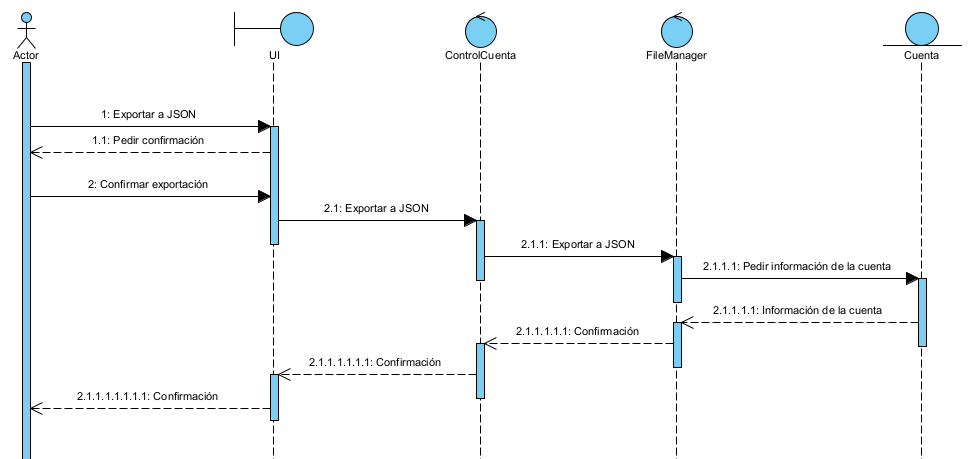 Actor
UI
ControlCuenta
FileManager
Cuenta
1: Exportar a JSON
1.1: Pedir confirmación
2: Confirmar exportación
2.1: Exportar a JSON
2.1.1: Exportar a JSON
2.1.1.1: Pedir información de la cuenta
2.1.1.1.1: Información de la cuenta
2.1.1.1.1.1: Confirmación
2.1.1.1.1.1.1: Confirmación
2.1.1.1.1.1.1.1: Confirmación